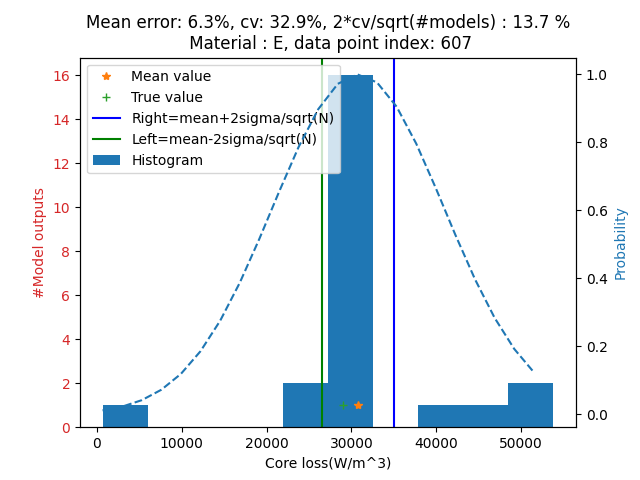 Mean error: 6.3%, cv: 32.9%, 2*cv/sqrt(#models) : 13.7 %
Material : E, data point index: 607
Mean value
True value
Right=mean+2sigma/sqrt(N)
Left=mean-2sigma/sqrt(N)
Histogram
#Model outputs
16
14
12
10
8
6
4
2
0
1.0
0.8
0.6
0.4
0.2
0.0
Probability
0 10000 20000 30000 40000 50000
Core loss(W/m^3)